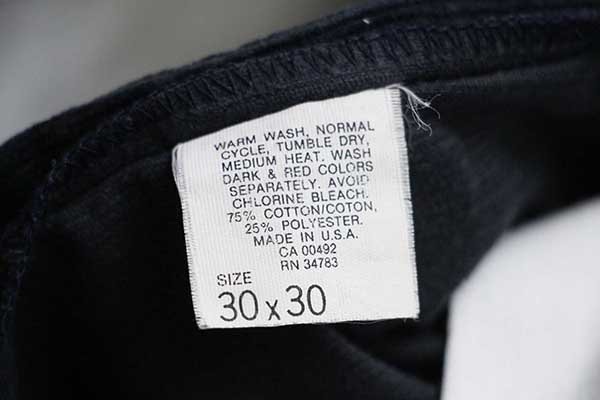 WARM WASH, NORMAL
CYCLE, TUMBLE DRY,
MEDIUM HEAT. WASH
DARK & RED COLORS
SEPARATELY. AVOID
CHLORINE BLEACH.
75% COTTON/COTON,
25% POLYESTER.
MADE IN U.S.A.
CA 00492
RN 34783
SIZE
30 x 30